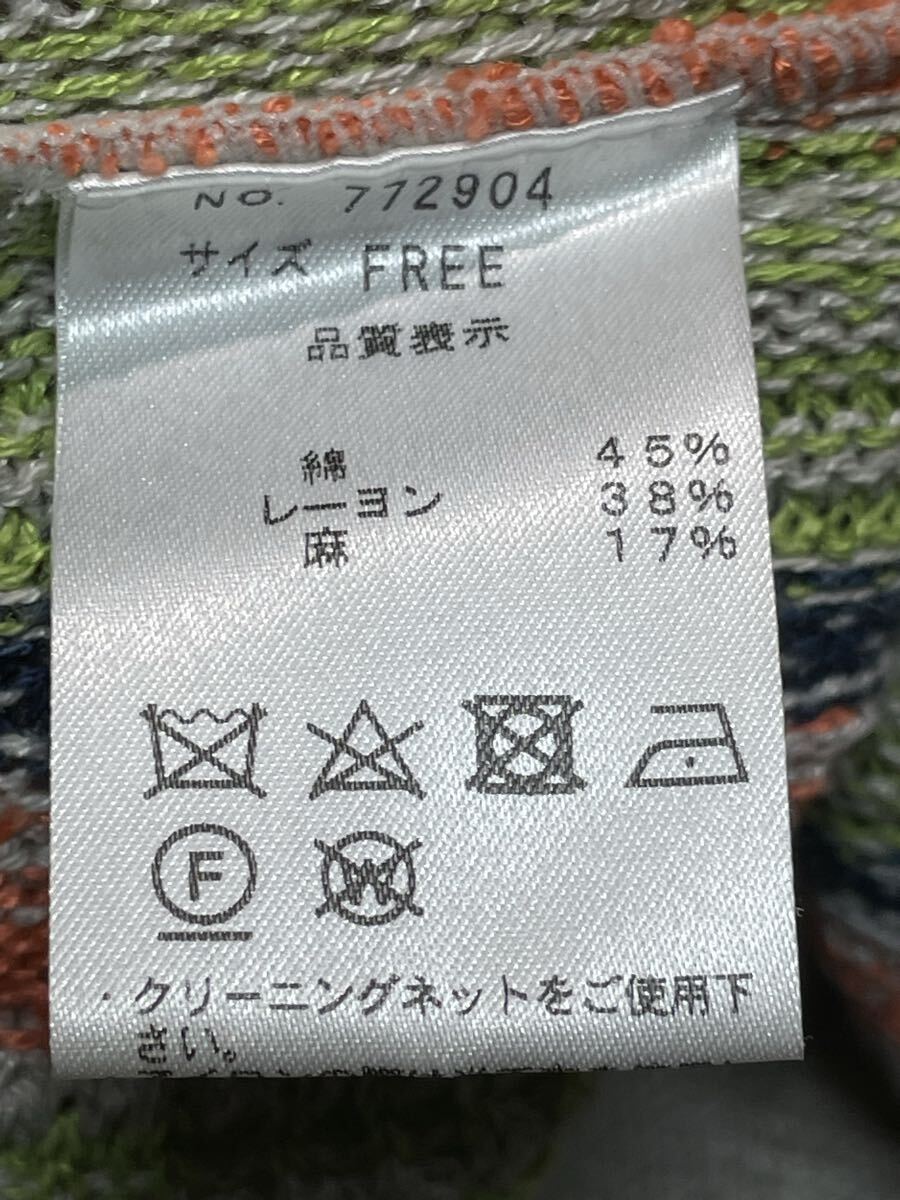 NO. 772904
サイズ FREE
品質表示
綿 45%
レーヨン 38%
麻 17%
F
W
・クリーニングネットをご使用下
さい。